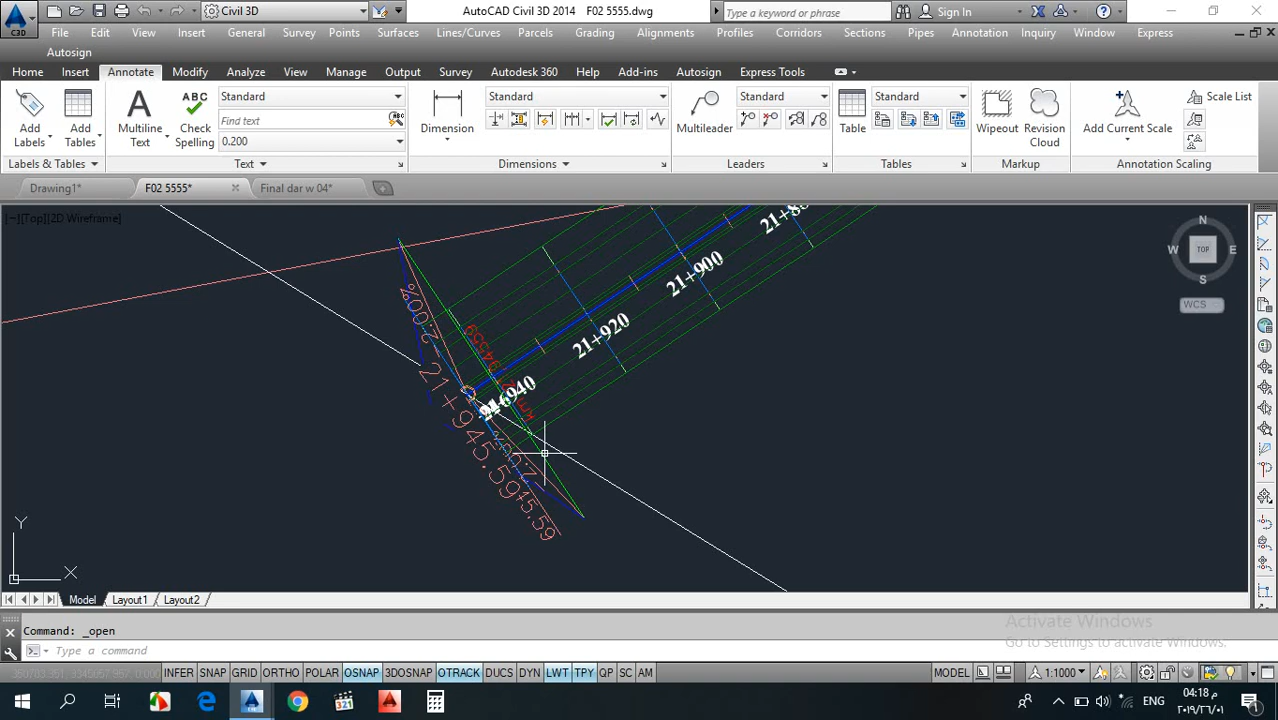 Civil 3D
AutoCAD Civil 3D 2014 F02 5555.dwg
Type a keyword or phrase
Sign In
C3D
File Edit View Insert General Survey Points Surfaces Lines/Curves Parcels Grading Alignments Profiles Corridors Sections Pipes Annotation Inquiry Window Express
Autosign
Home Insert Annotate Modify Analyze View Manage Output Survey Autodesk 360 Help Add-ins Autosign Express Tools
Add Labels
Add Tables
Multiline Text
ABC
Check Spelling
Standard
Find text
0.200
Dimension
Standard
Multileader
Standard
Table
Standard
Wipeout
Revision Cloud
Add Current Scale
Scale List
Labels & Tables
Text
Dimensions
Leaders
Tables
Markup
Annotation Scaling
Drawing1*
F02 5555*
Final dar w 04*
[−][Top][2D Wireframe]
N
W TOP E
S
WCS
21+900
21+920
21+945.59
Y
X
Model Layout1 Layout2
Command: _open
Type a command
Activate Windows
Go to Settings to activate Windows.
INFER SNAP GRID ORTHO POLAR OSNAP 3DOSNAP OTRACK DUCS DYN LWT TPY QP SC AM
MODEL
1:1000
321
ENG
04:18 م
٢٠١٩/٢٦/٠١